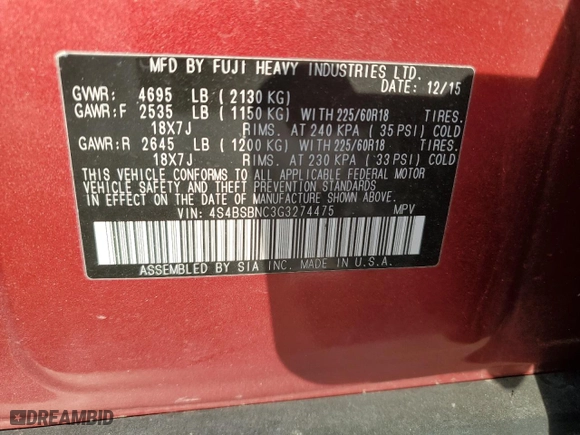 MFD BY FUJI HEAVY INDUSTRIES LTD.
DATE: 12/15
GVWR: 4695 LB ( 2130 KG)
GAWR:F 2535 LB ( 1150 KG) WITH 225/60R18 TIRES.
18X7J RIMS. AT 240 KPA ( 35 PSI) COLD
GAWR:R 2645 LB ( 1200 KG) WITH 225/60R18 TIRES.
18X7J RIMS. AT 230 KPA ( 33 PSI) COLD
THIS VEHICLE CONFORMS TO ALL APPLICABLE FEDERAL MOTOR
VEHICLE SAFETY AND THEFT PREVENTION STANDARDS
IN EFFECT ON THE DATE OF MANUFACTURE SHOWN ABOVE.
VIN: 4S4BSBNC3G3274475 MPV
ASSEMBLED BY SIA INC. MADE IN U.S.A.
DREAMBID